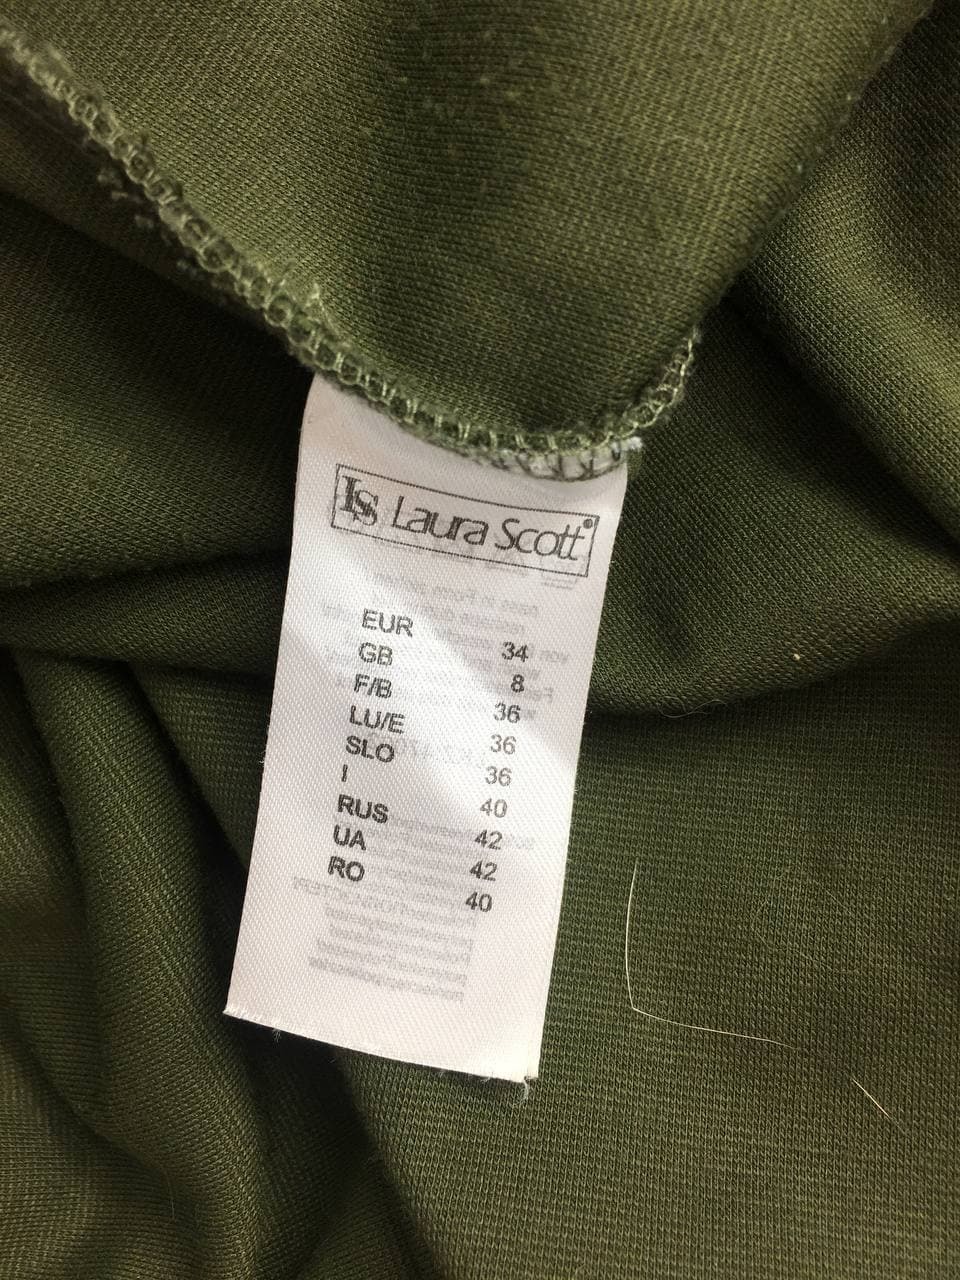 LS Laura Scott®
EUR 34
GB 8
F/B 36
LU/E 36
SLO 36
I 40
RUS 42
UA 42
RO 40